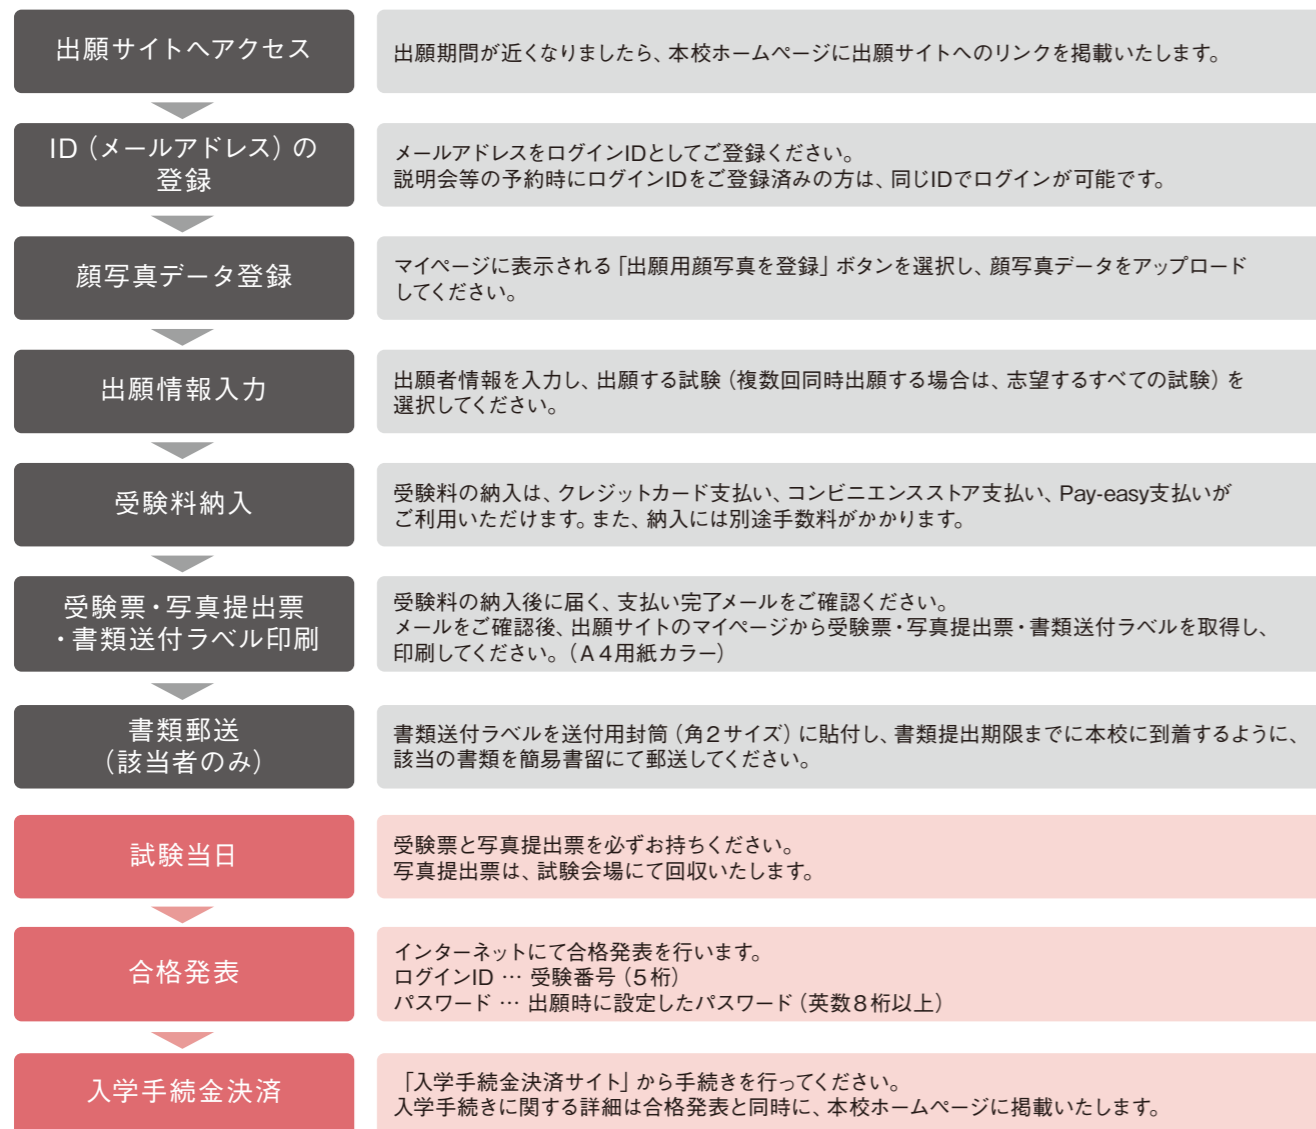 出願サイトへアクセス
出願期間が近くなりましたら、本校ホームページに出願サイトへのリンクを掲載いたします。
ID（メールアドレス）の
登録
メールアドレスをログインIDとしてご登録ください。
説明会等の予約時にログインIDをご登録済みの方は、同じIDでログインが可能です。
顔写真データ登録
マイページに表示される「出願用顔写真を登録」ボタンを選択し、顔写真データをアップロード
してください。
出願情報入力
出願者情報を入力し、出願する試験（複数回同時出願する場合は、志望するすべての試験）を
選択してください。
受験料納入
受験料の納入は、クレジットカード支払い、コンビニエンスストア支払い、Pay-easy支払いが
ご利用いただけます。また、納入には別途手数料がかかります。
受験票・写真提出票
・書類送付ラベル印刷
受験料の納入後に届く、支払い完了メールをご確認ください。
メールをご確認後、出願サイトのマイページから受験票・写真提出票・書類送付ラベルを取得し、
印刷してください。（A4用紙カラー）
書類郵送
（該当者のみ）
書類送付ラベルを送付用封筒（角2サイズ）に貼付し、書類提出期限までに本校に到着するように、
該当の書類を簡易書留にて郵送してください。
試験当日
受験票と写真提出票を必ずお持ちください。
写真提出票は、試験会場にて回収いたします。
合格発表
インターネットにて合格発表を行います。
ログインID … 受験番号（5桁）
パスワード … 出願時に設定したパスワード（英数8桁以上）
入学手続金決済
「入学手続金決済サイト」から手続きを行ってください。
入学手続きに関する詳細は合格発表と同時に、本校ホームページに掲載いたします。